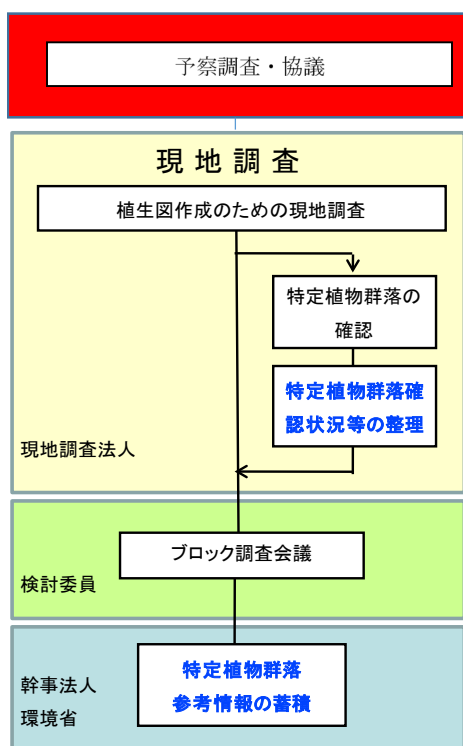 予察調査・協議
現地調査
植生図作成のための現地調査
特定植物群落の
確認
特定植物群落確
認状況等の整理
現地調査法人
ブロック調査会議
検討委員
特定植物群落
参考情報の蓄積
幹事法人
環境省